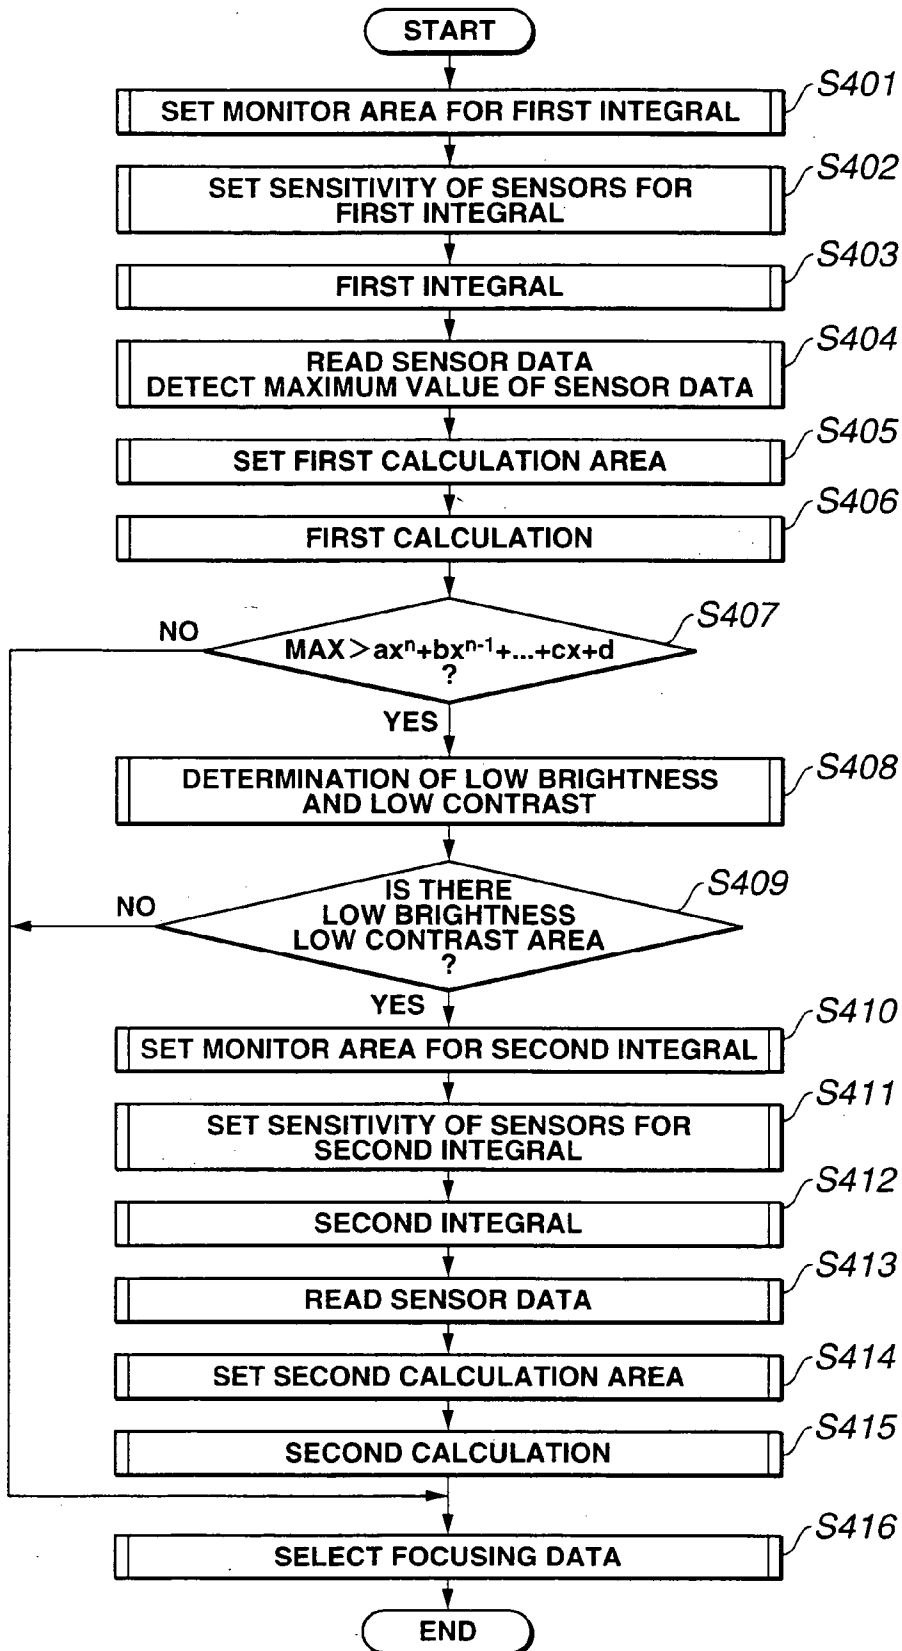 START
S401
SET MONITOR AREA FOR FIRST INTEGRAL
S402
SET SENSITIVITY OF SENSORS FOR
FIRST INTEGRAL
S403
FIRST INTEGRAL
S404
READ SENSOR DATA
DETECT MAXIMUM VALUE OF SENSOR DATA
S405
SET FIRST CALCULATION AREA
S406
FIRST CALCULATION
S407
NO
MAX>axⁿ+bxⁿ⁻¹+...+cx+d
?
YES
S408
DETERMINATION OF LOW BRIGHTNESS
AND LOW CONTRAST
S409
NO
IS THERE
LOW BRIGHTNESS
LOW CONTRAST AREA
?
YES
S410
SET MONITOR AREA FOR SECOND INTEGRAL
S411
SET SENSITIVITY OF SENSORS FOR
SECOND INTEGRAL
S412
SECOND INTEGRAL
S413
READ SENSOR DATA
S414
SET SECOND CALCULATION AREA
S415
SECOND CALCULATION
S416
SELECT FOCUSING DATA
END